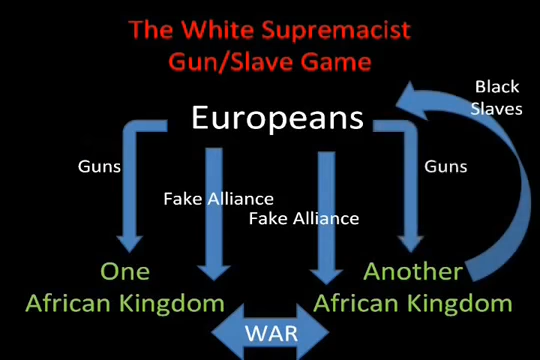 The White Supremacist
Gun/Slave Game
Black
Slaves
Europeans
Guns
Guns
Fake Alliance
Fake Alliance
One
African Kingdom
Another
African Kingdom
WAR